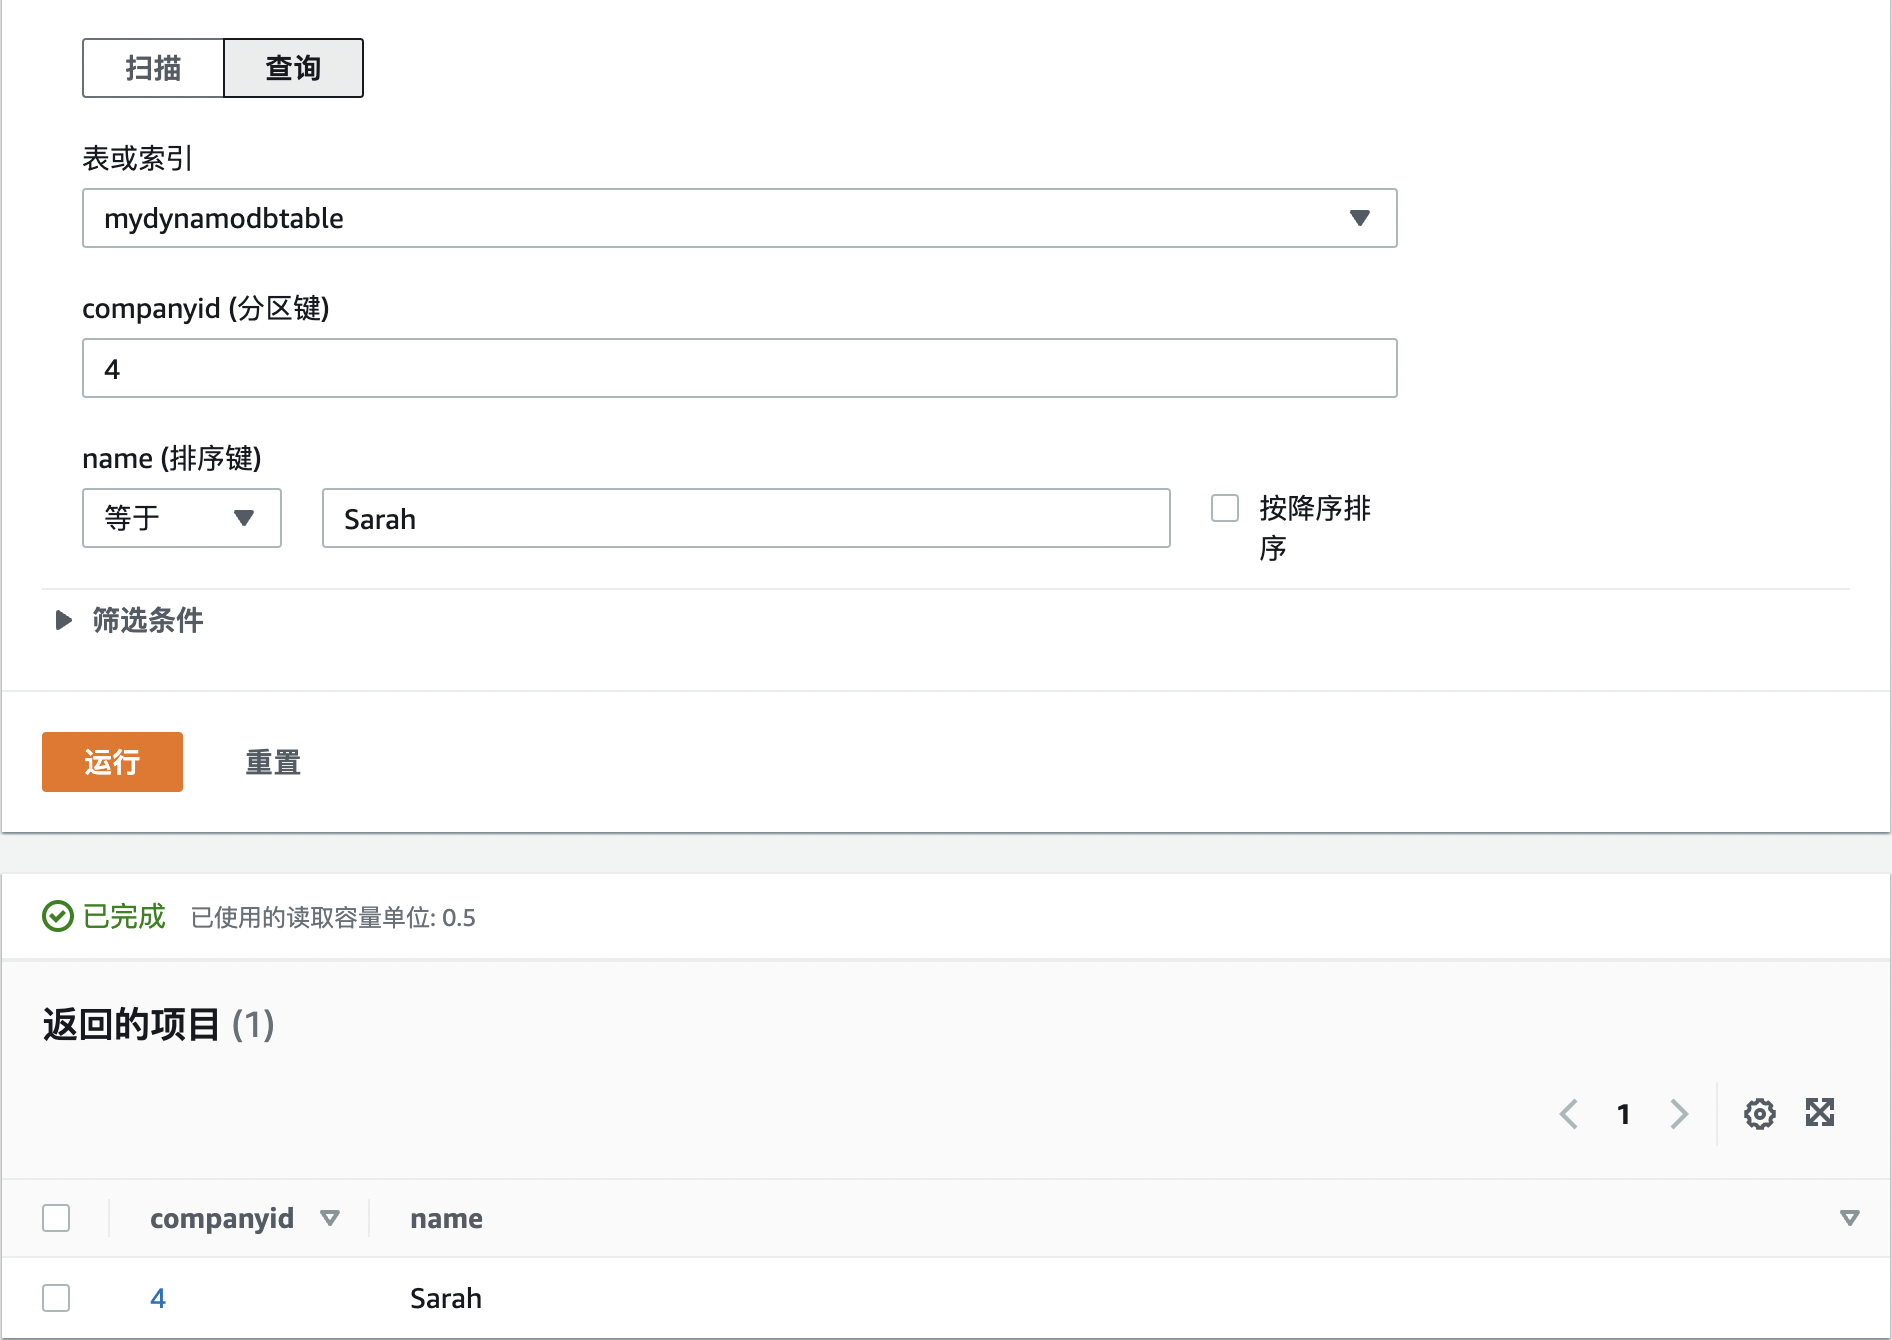 扫描 查询
表或索引
mydynamodbtable
companyid (分区键)
4
name (排序键)
等于 Sarah 按降序排
序
筛选条件
运行 重置
已完成 已使用的读取容量单位: 0.5
返回的项目 (1)
1
companyid name
4 Sarah